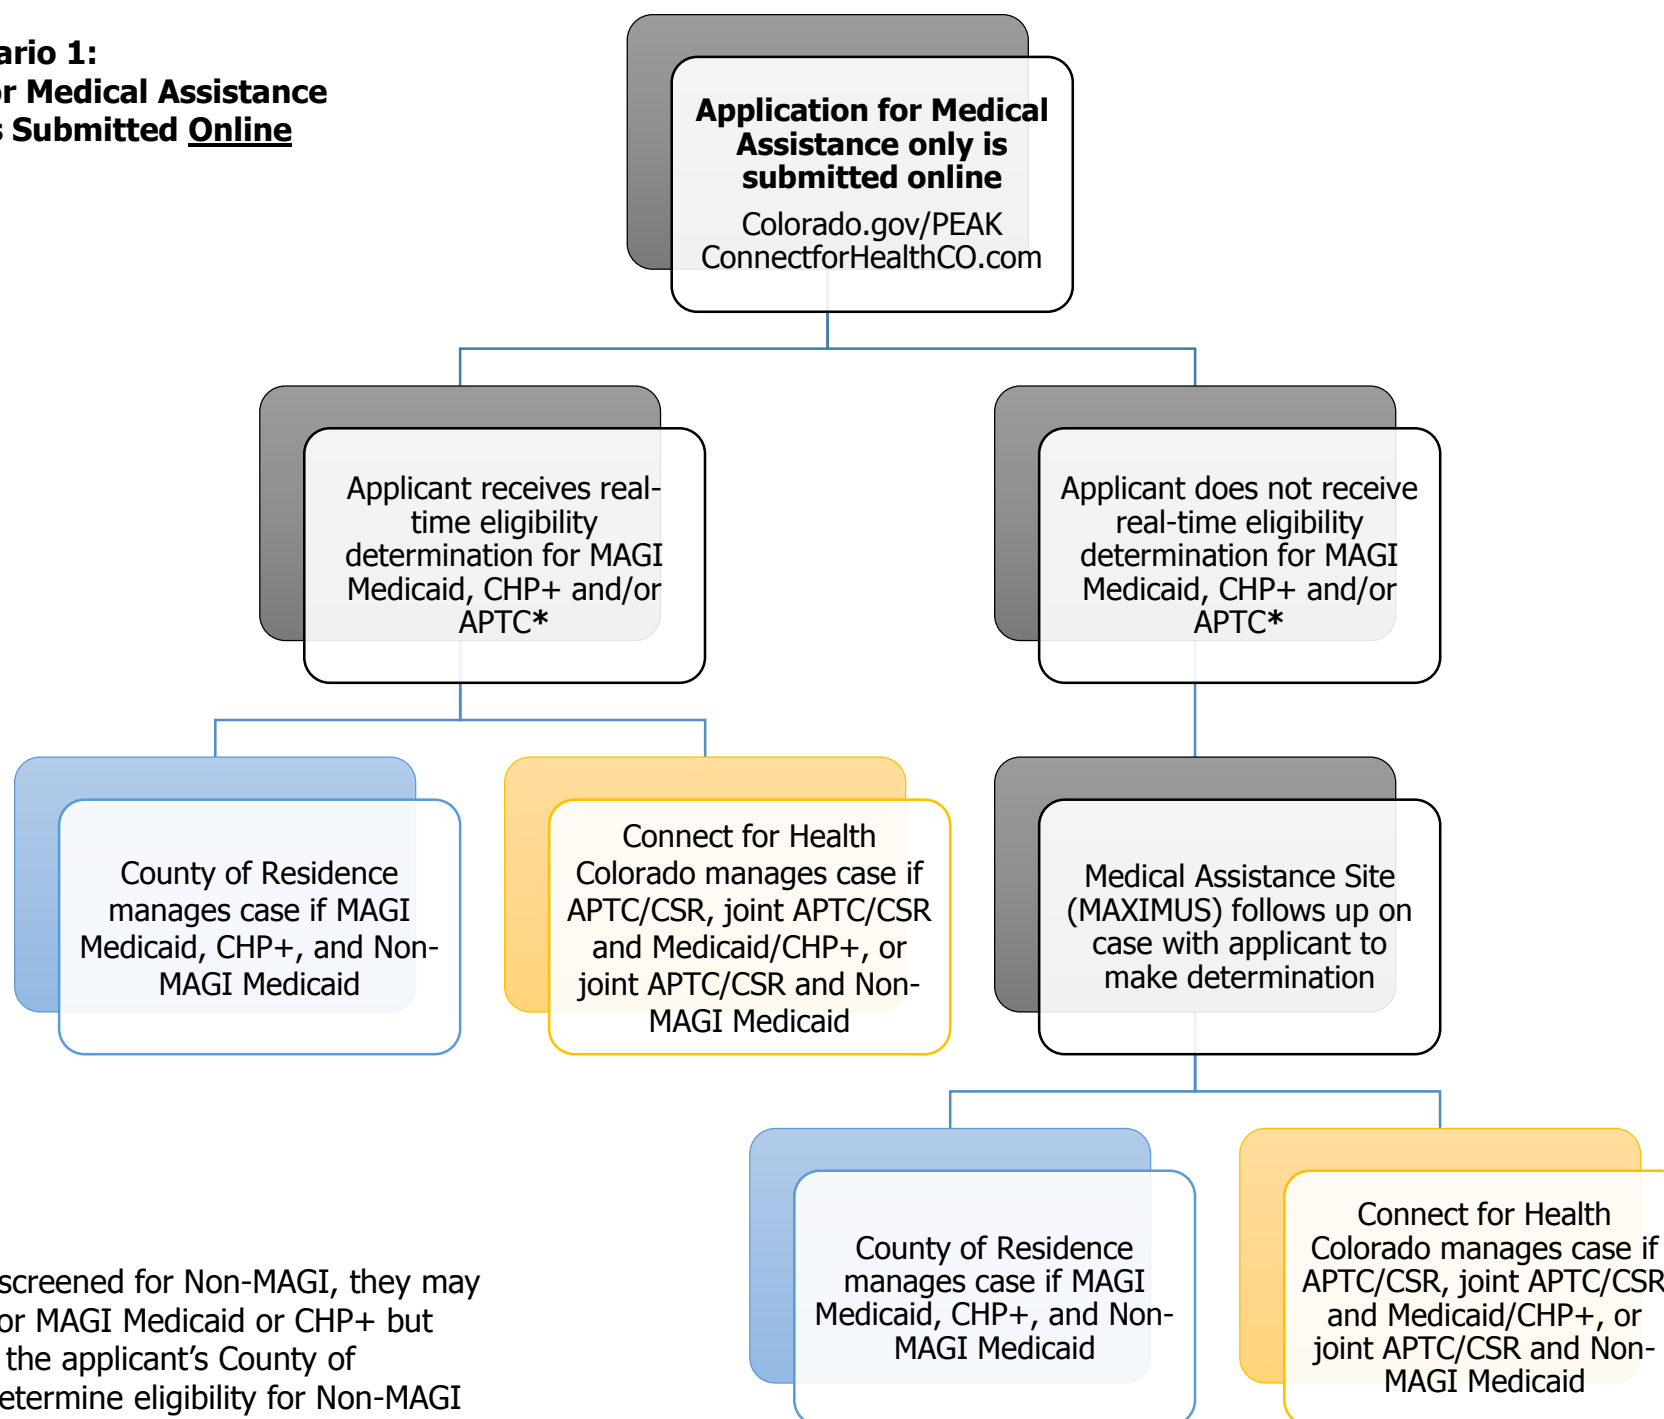 ario 1:
or Medical Assistance
s Submitted Online
Application for Medical
Assistance only is
submitted online
Colorado.gov/PEAK
ConnectforHealthCO.com
Applicant receives real-
time eligibility
determination for MAGI
Medicaid, CHP+ and/or
APTC*
Applicant does not receive
real-time eligibility
determination for MAGI
Medicaid, CHP+ and/or
APTC*
County of Residence
manages case if MAGI
Medicaid, CHP+, and Non-
MAGI Medicaid
Connect for Health
Colorado manages case if
APTC/CSR, joint APTC/CSR
and Medicaid/CHP+, or
joint APTC/CSR and Non-
MAGI Medicaid
Medical Assistance Site
(MAXIMUS) follows up on
case with applicant to
make determination
County of Residence
manages case if MAGI
Medicaid, CHP+, and Non-
MAGI Medicaid
Connect for Health
Colorado manages case if
APTC/CSR, joint APTC/CSR
and Medicaid/CHP+, or
joint APTC/CSR and Non-
MAGI Medicaid
screened for Non-MAGI, they may
or MAGI Medicaid or CHP+ but
the applicant's County of
etermine eligibility for Non-MAGI